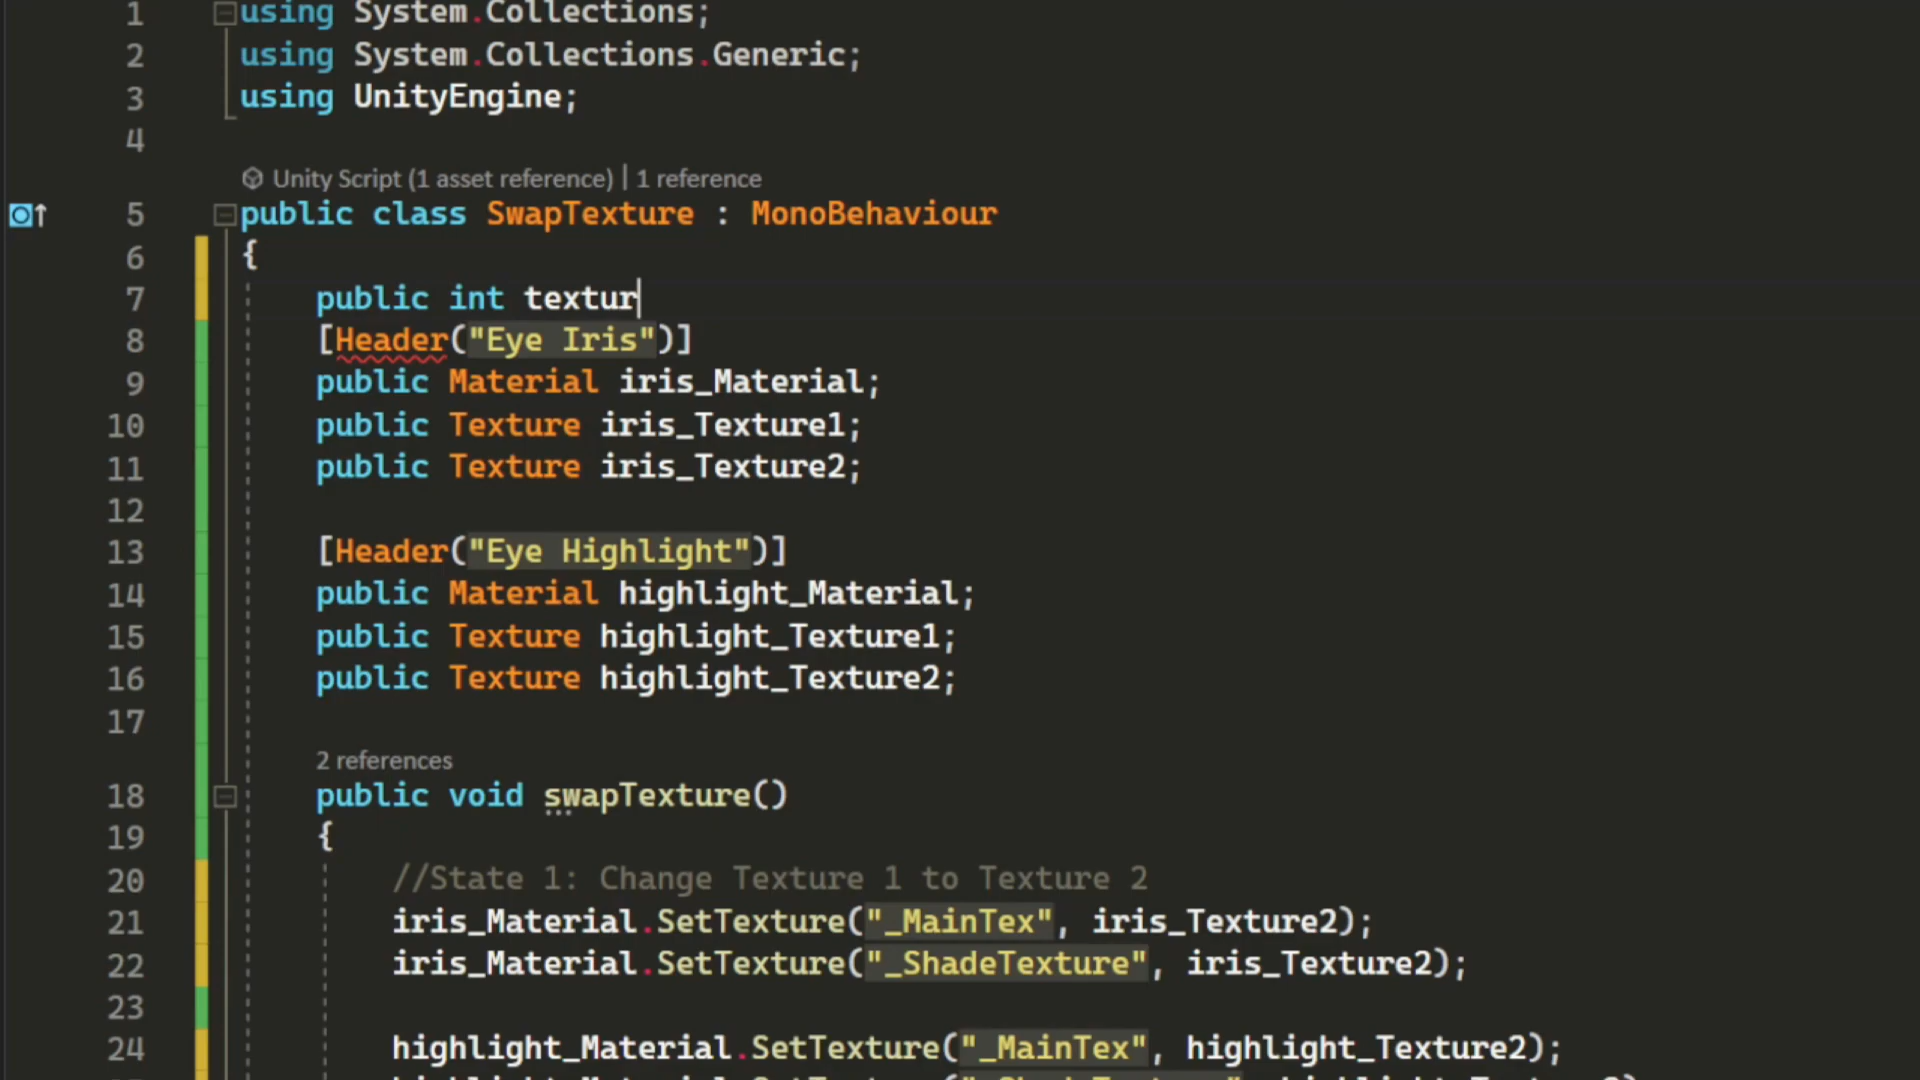 1 using System.Collections;
2 using System.Collections.Generic;
3 using UnityEngine;
4
Unity Script (1 asset reference) | 1 reference
5 public class SwapTexture : MonoBehaviour
6 {
7 public int textur
8 [Header("Eye Iris")]
9 public Material iris_Material;
10 public Texture iris_Texture1;
11 public Texture iris_Texture2;
12
13 [Header("Eye Highlight")]
14 public Material highlight_Material;
15 public Texture highlight_Texture1;
16 public Texture highlight_Texture2;
17
2 references
18 public void swapTexture()
19 {
20 //State 1: Change Texture 1 to Texture 2
21 iris_Material.SetTexture("_MainTex", iris_Texture2);
22 iris_Material.SetTexture("_ShadeTexture", iris_Texture2);
23
24 highlight_Material.SetTexture("_MainTex", highlight_Texture2);